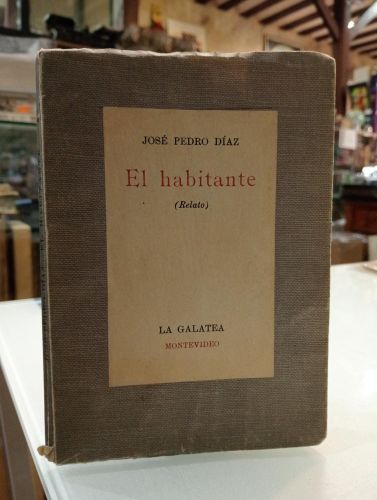 JOSÉ PEDRO DÍAZ
El habitante
(Relato)
LA GALATEA
MONTEVIDEO